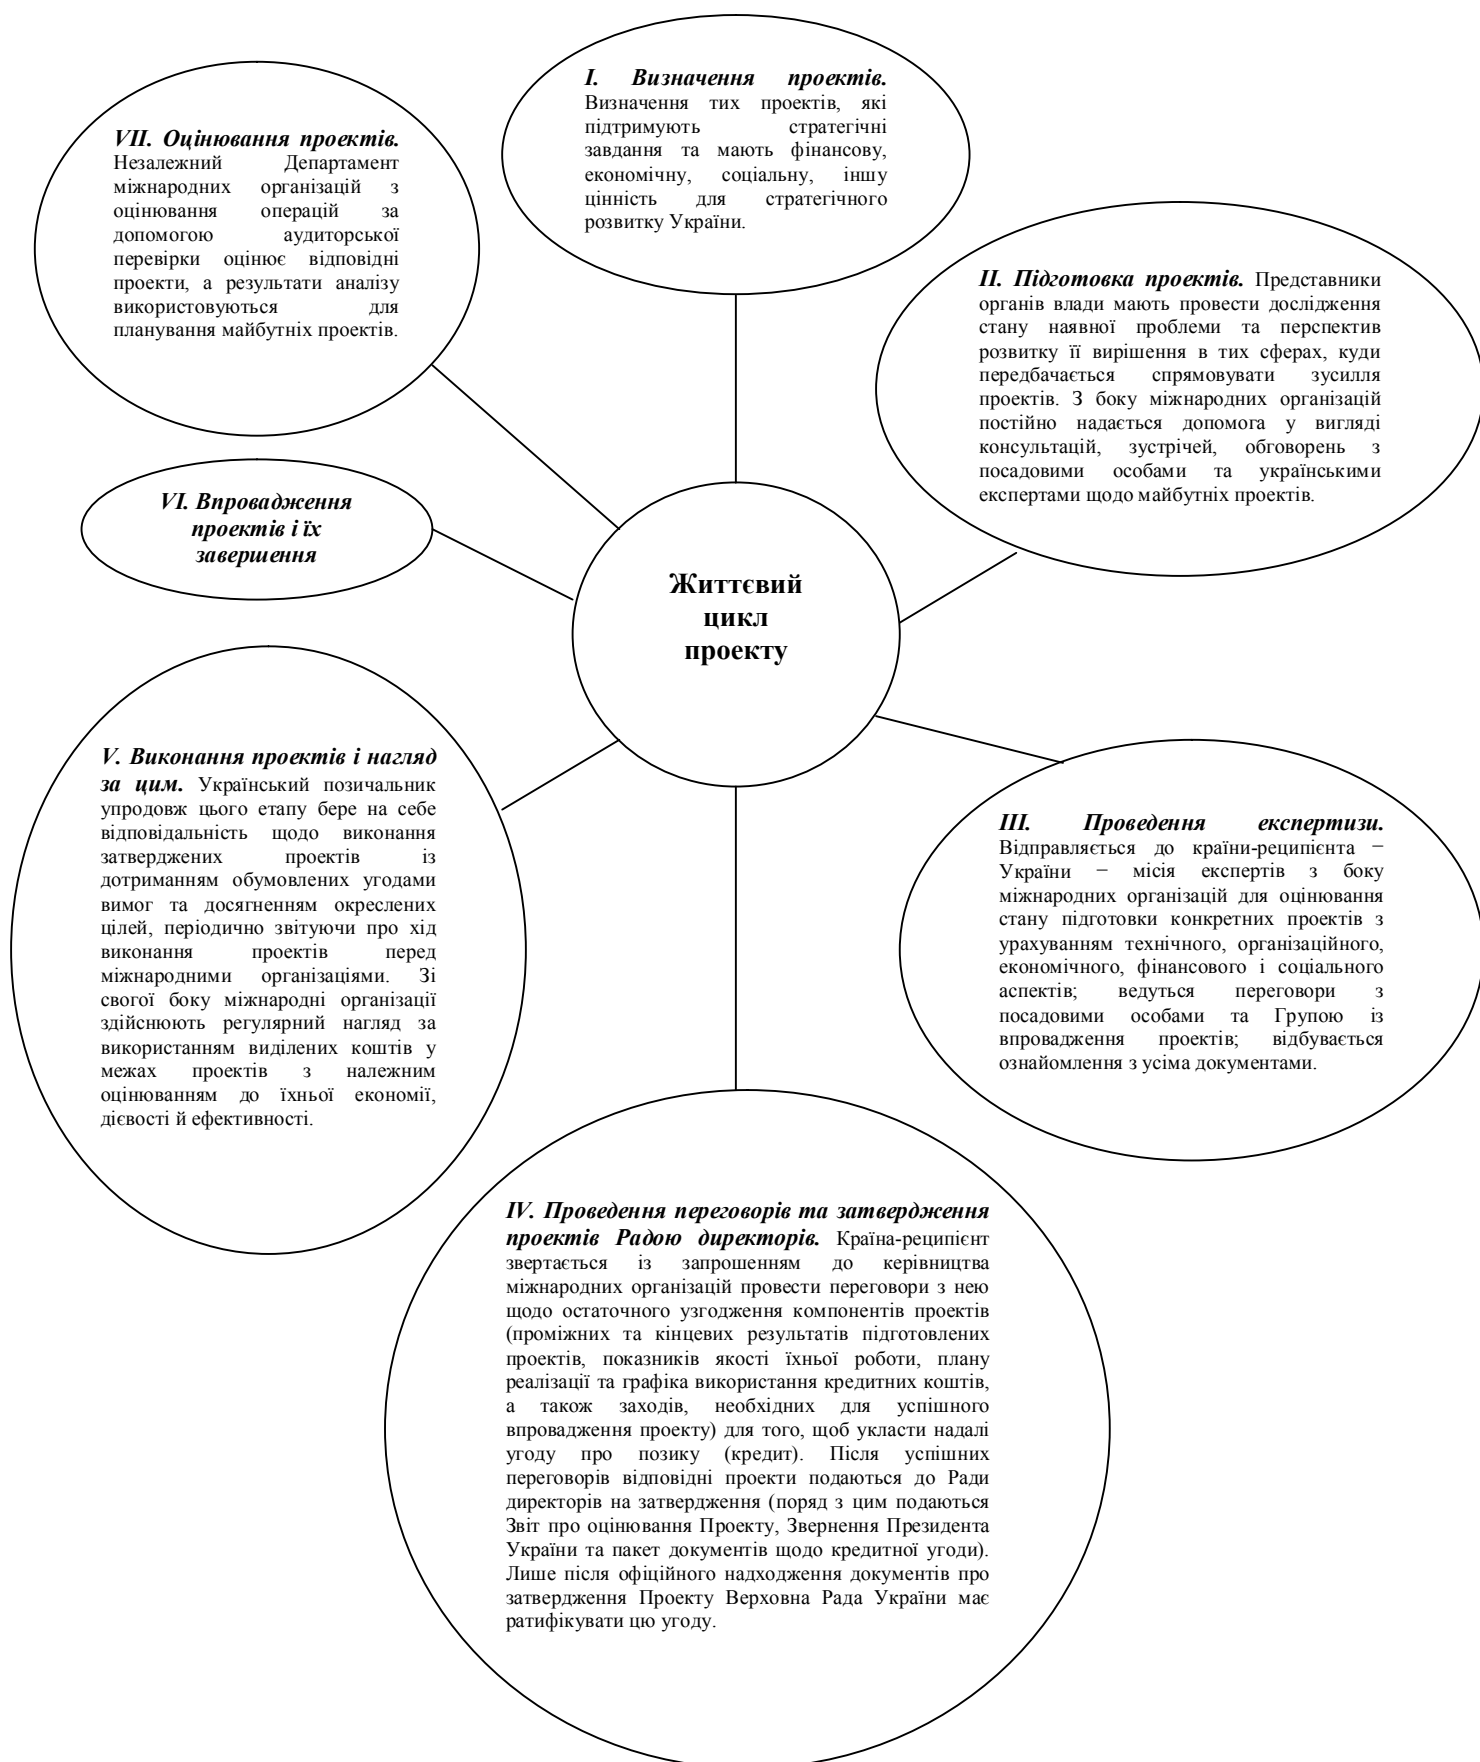 I. Визначення проектів.
Визначення тих проектів, які
підтримують стратегічні
завдання та мають фінансову,
економічну, соціальну, іншу
цінність для стратегічного
розвитку України.
II. Підготовка проектів. Представники
органів влади мають провести дослідження
стану наявної проблеми та перспектив
розвитку її вирішення в тих сферах, куди
передбачається спрямовувати зусилля
проектів. З боку міжнародних організацій
постійно надається допомога у вигляді
консультацій, зустрічей, обговорень з
посадовими особами та українськими
експертами щодо майбутніх проектів.
III. Проведення експертизи.
Відправляється до країни-реципієнта −
України − місія експертів з боку
міжнародних організацій для оцінювання
стану підготовки конкретних проектів з
урахуванням технічного, організаційного,
економічного, фінансового і соціального
аспектів; ведуться переговори з
посадовими особами та Групою із
впровадження проектів; відбувається
ознайомлення з усіма документами.
IV. Проведення переговорів та затвердження
проектів Радою директорів. Країна-реципієнт
звертається із запрошенням до керівництва
міжнародних організацій провести переговори з нею
щодо остаточного узгодження компонентів проектів
(проміжних та кінцевих результатів підготовлених
проектів, показників якості їхньої роботи, плану
реалізації та графіка використання кредитних коштів,
а також заходів, необхідних для успішного
впровадження проекту) для того, щоб укласти надалі
угоду про позику (кредит). Після успішних
переговорів відповідні проекти подаються до Ради
директорів на затвердження (поряд з цим подаються
Звіт про оцінювання Проекту, Звернення Президента
України та пакет документів щодо кредитної угоди).
Лише після офіційного надходження документів про
затвердження Проекту Верховна Рада України має
ратифікувати цю угоду.
V. Виконання проектів і нагляд
за цим. Український позичальник
упродовж цього етапу бере на себе
відповідальність щодо виконання
затверджених проектів із
дотриманням обумовлених угодами
вимог та досягненням окреслених
цілей, періодично звітуючи про хід
виконання проектів перед
міжнародними організаціями. Зі
свогої боку міжнародні організації
здійснюють регулярний нагляд за
використанням виділених коштів у
межах проектів з належним
оцінюванням до їхньої економії,
дієвості й ефективності.
VI. Впровадження
проектів і їх
завершення
VII. Оцінювання проектів.
Незалежний Департамент
міжнародних організацій з
оцінювання операцій за
допомогою аудиторської
перевірки оцінює відповідні
проекти, а результати аналізу
використовуються для
планування майбутніх проектів.
Життєвий
цикл
проекту